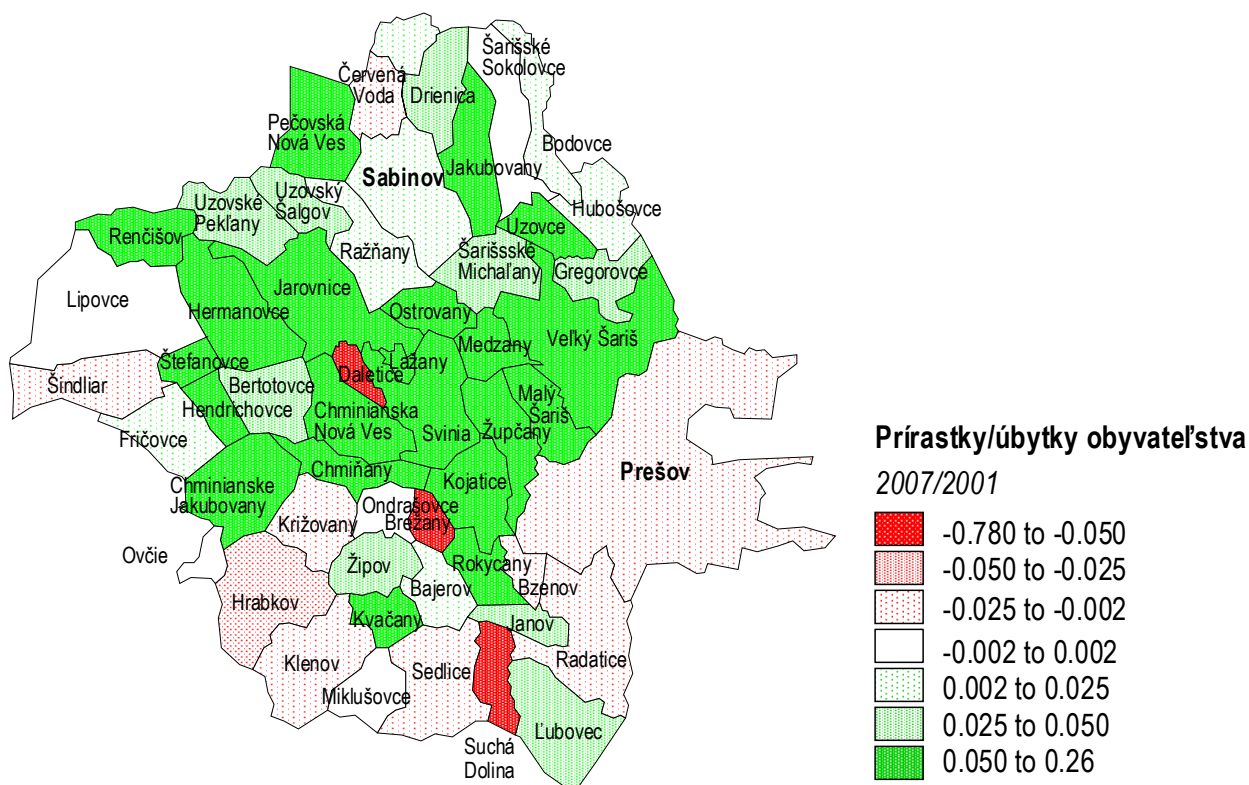 Šarišské
Sokolovce
Červená
Voda
Drienica
Pečovská
Nová Ves
Bodovce
Jakubovany
Sabinov
Uzovský
Šalgov
Uzovské
Pekľany
Hubošovce
Uzovce
Renčišov
Ražňany
Šarišsské
Michaľany
Gregorovce
Lipovce
Jarovnice
Hermanovce
Ostrovany
Veľký Šariš
Medzany
Štefanovce
Lažany
Daletice
Šindliar
Bertotovce
Malý
Šariš
Hendrichovce
Chminianska
Nová Ves
Svinia
Župčany
Fričovce
Chmiňany
Kojatice
Prešov
Chminianske
Jakubovany
Ondrašovce
Brežany
Križovany
Ovčie
Žipov
Rokycany
Bajerov
Bzenov
Hrabkov
Kvačany
Janov
Klenov
Sedlice
Radatice
Miklušovce
Ľubovec
Suchá
Dolina
Prírastky/úbytky obyvateľstva
2007/2001
-0.780 to -0.050
-0.050 to -0.025
-0.025 to -0.002
-0.002 to 0.002
0.002 to 0.025
0.025 to 0.050
0.050 to 0.26